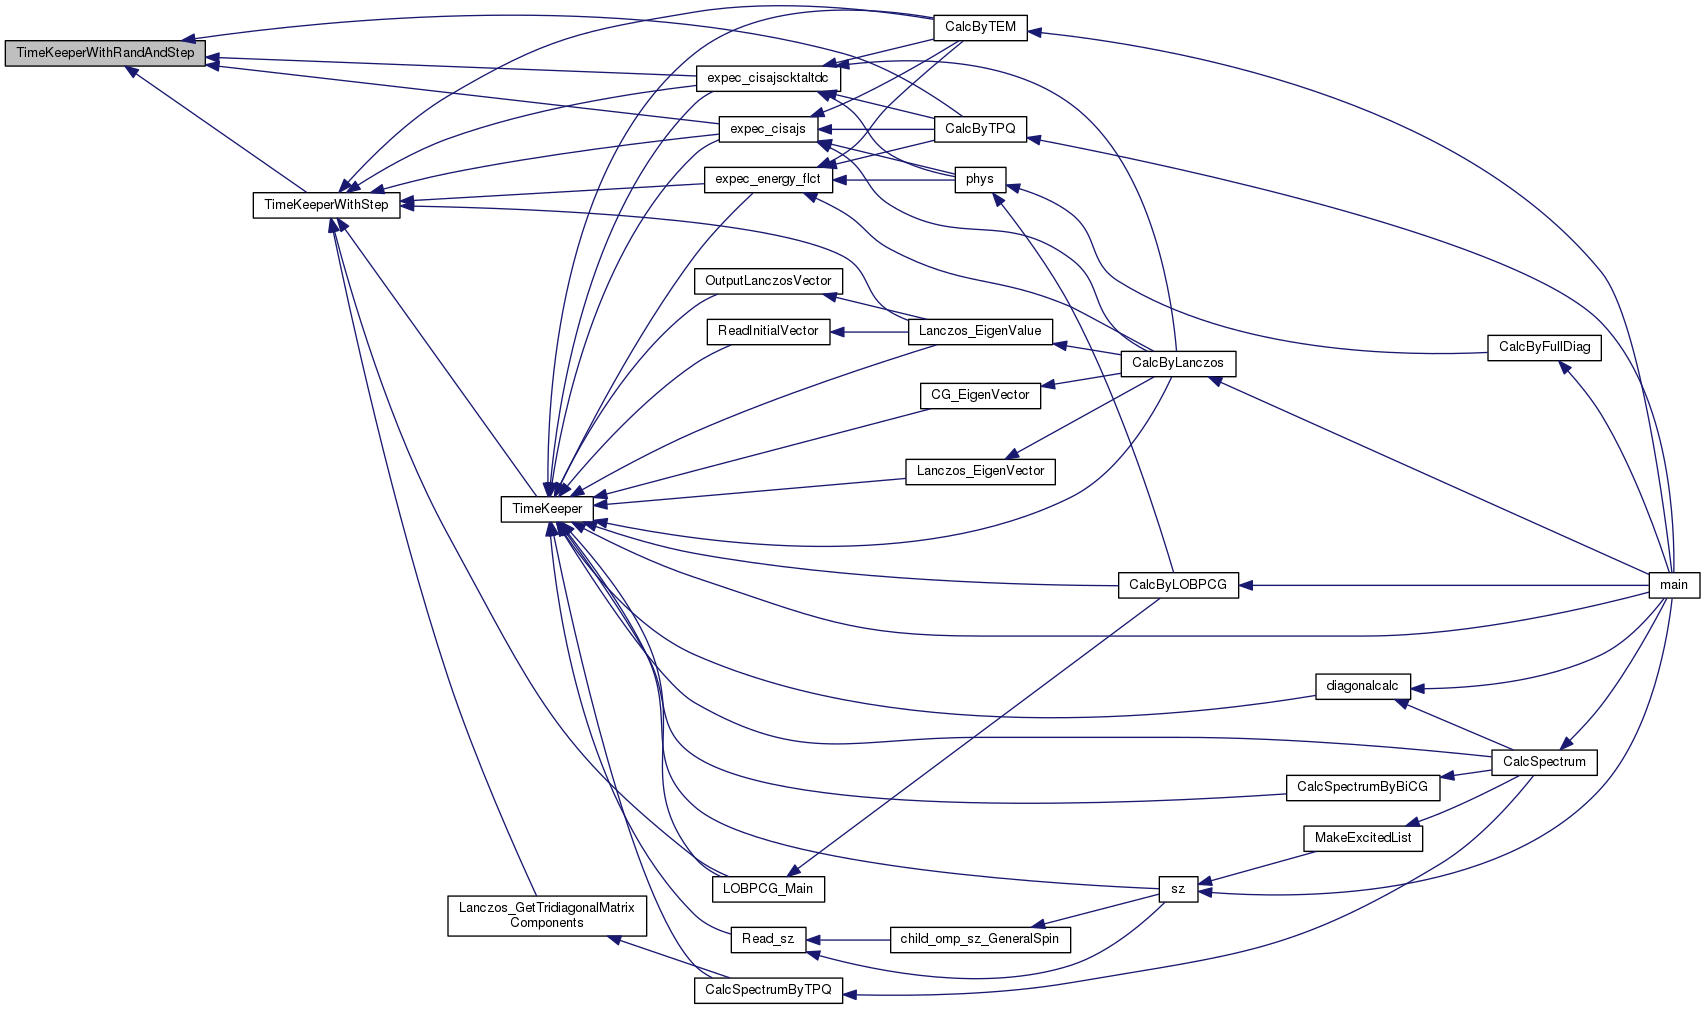 TimeKeeperWithRandAndStep
CalcByTEM
expec_cisajscktaltdc
expec_cisajs
CalcByTPQ
expec_energy_flct
phys
TimeKeeperWithStep
OutputLanczosVector
ReadInitialVector
Lanczos_EigenValue
CalcByFullDiag
CalcByLanczos
CG_EigenVector
Lanczos_EigenVector
TimeKeeper
CalcByLOBPCG
main
diagonalcalc
CalcSpectrum
CalcSpectrumByBiCG
MakeExcitedList
LOBPCG_Main
sz
Lanczos_GetTridiagonalMatrix
Components
Read_sz
child_omp_sz_GeneralSpin
CalcSpectrumByTPQ